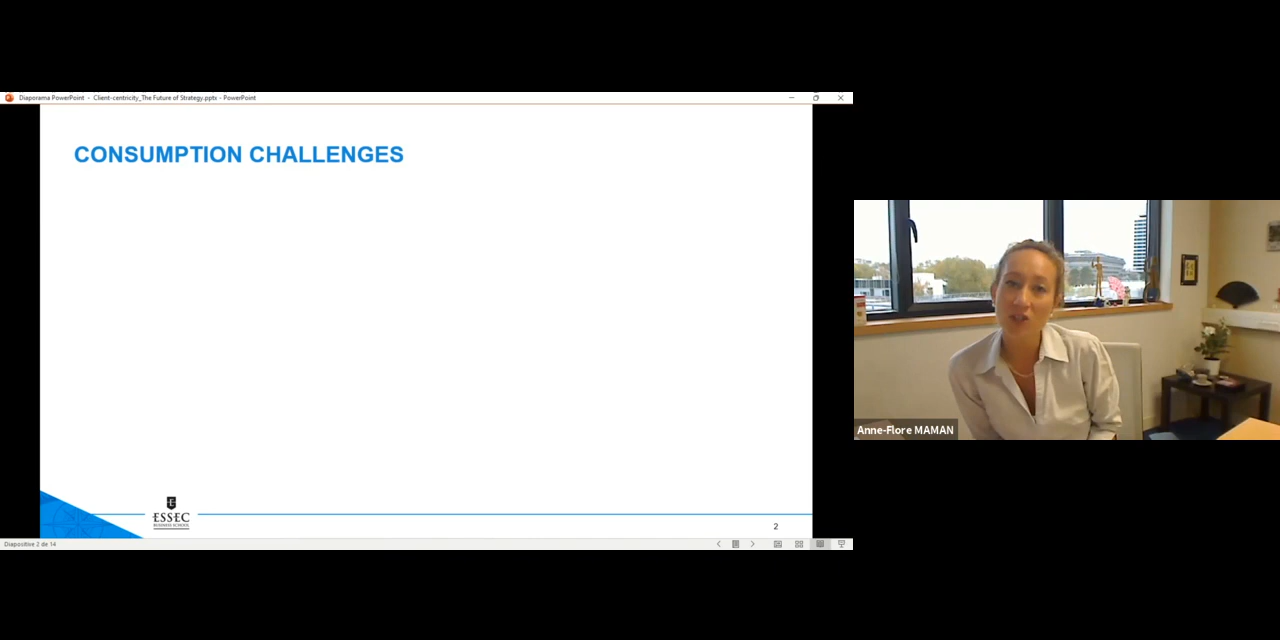 Diaporama PowerPoint - Client-centricity_The Future of Strategy.pptx - PowerPoint
CONSUMPTION CHALLENGES
ESSEC
BUSINESS SCHOOL
2
Diapositive 2 de 14
Anne-Flore MAMAN